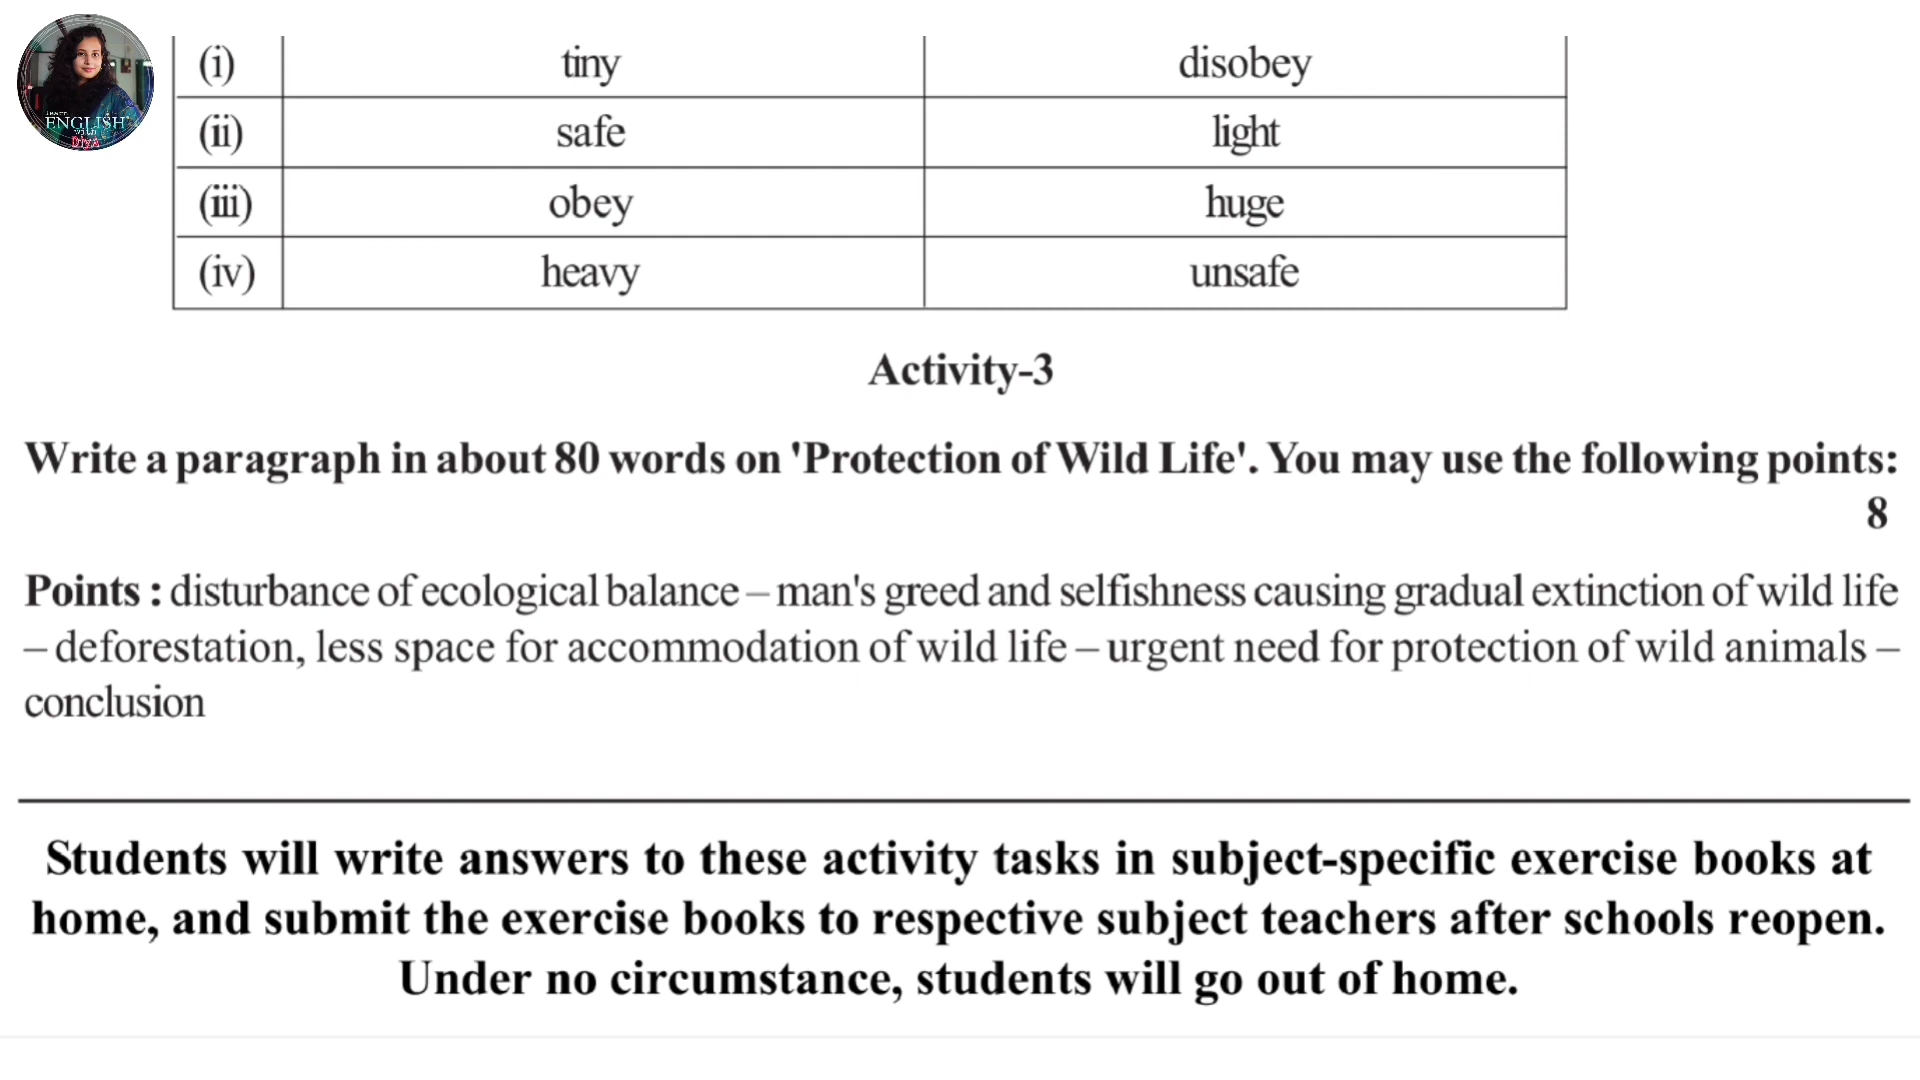 learn
ENGLISH
with
DIYA
(i) tiny disobey
(ii) safe light
(iii) obey huge
(iv) heavy unsafe
Activity-3
Write a paragraph in about 80 words on 'Protection of Wild Life'. You may use the following points:
8
Points : disturbance of ecological balance – man's greed and selfishness causing gradual extinction of wild life
– deforestation, less space for accommodation of wild life – urgent need for protection of wild animals –
conclusion
Students will write answers to these activity tasks in subject-specific exercise books at
home, and submit the exercise books to respective subject teachers after schools reopen.
Under no circumstance, students will go out of home.